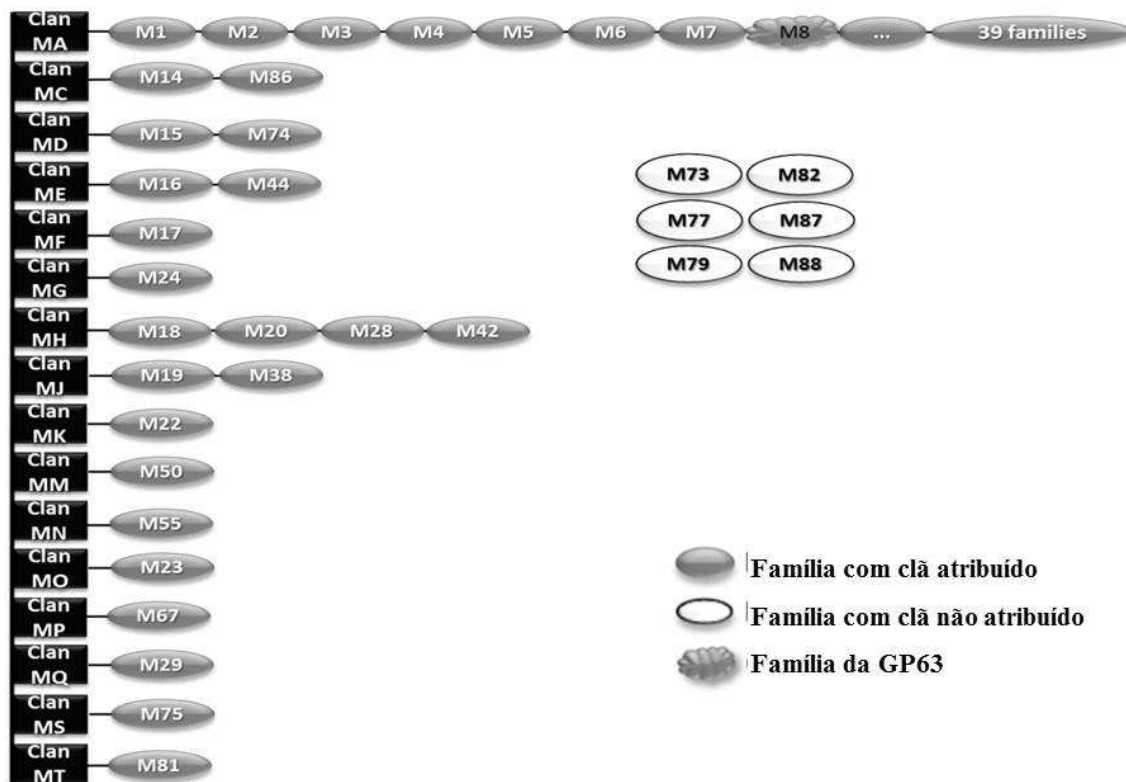 Clan
MA
M1 M2 M3 M4 M5 M6 M7 M8 ... 39 families
Clan
MC
M14 M86
Clan
MD
M15 M74
Clan
ME
M16 M44
M73 M82
Clan
MF
M17
M77 M87
Clan
MG
M24
M79 M88
Clan
MH
M18 M20 M28 M42
Clan
MJ
M19 M38
Clan
MK
M22
Clan
MM
M50
Clan
MN
M55
Clan
MO
M23
Família com clã atribuído
Clan
MP
M67
Família com clã não atribuído
Clan
MQ
M29
Família da GP63
Clan
MS
M75
Clan
MT
M81